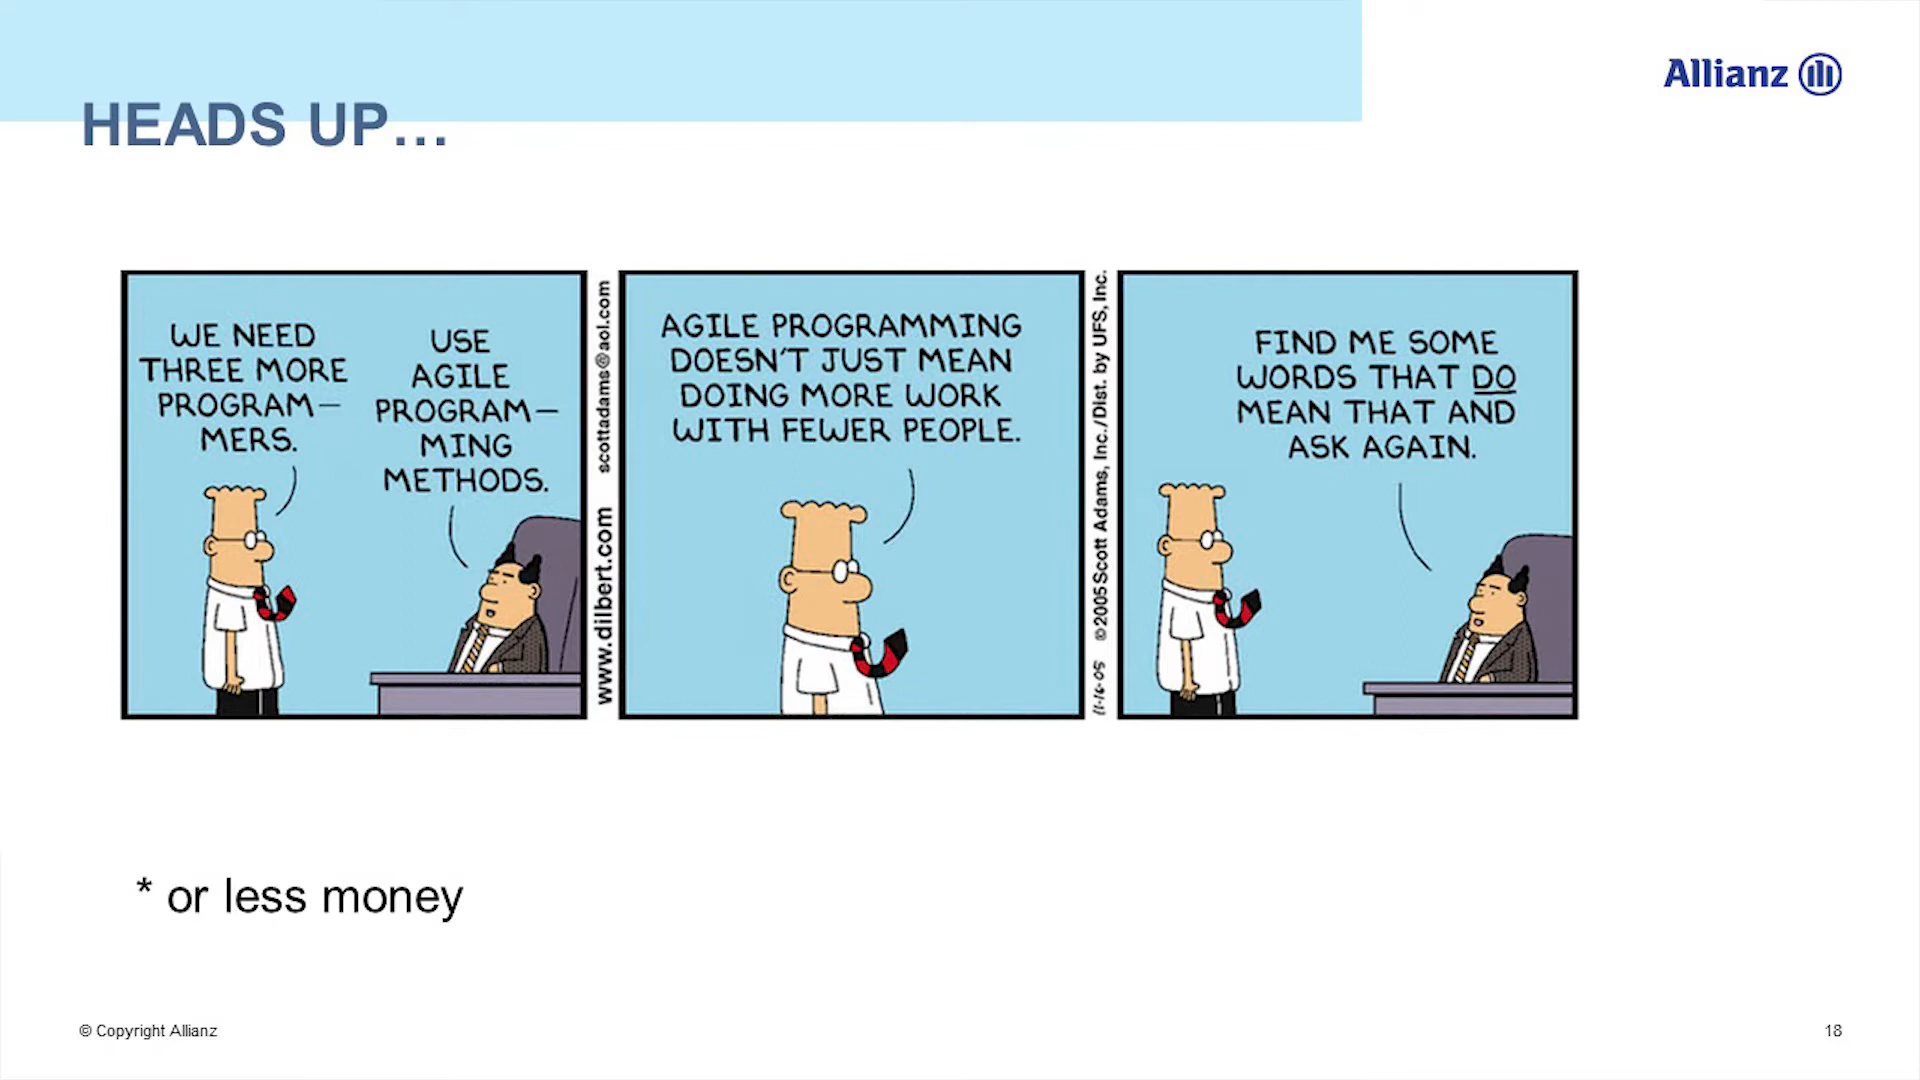 Allianz
HEADS UP...
WE NEED
THREE MORE
PROGRAM—
MERS.
USE
AGILE
PROGRAM—
MING
METHODS.
www.dilbert.com scottadams@aol.com
AGILE PROGRAMMING
DOESN'T JUST MEAN
DOING MORE WORK
WITH FEWER PEOPLE.
11-16-05 ©2005 Scott Adams, Inc./Dist. by UFS, Inc.
FIND ME SOME
WORDS THAT DO
MEAN THAT AND
ASK AGAIN.
* or less money
© Copyright Allianz
18